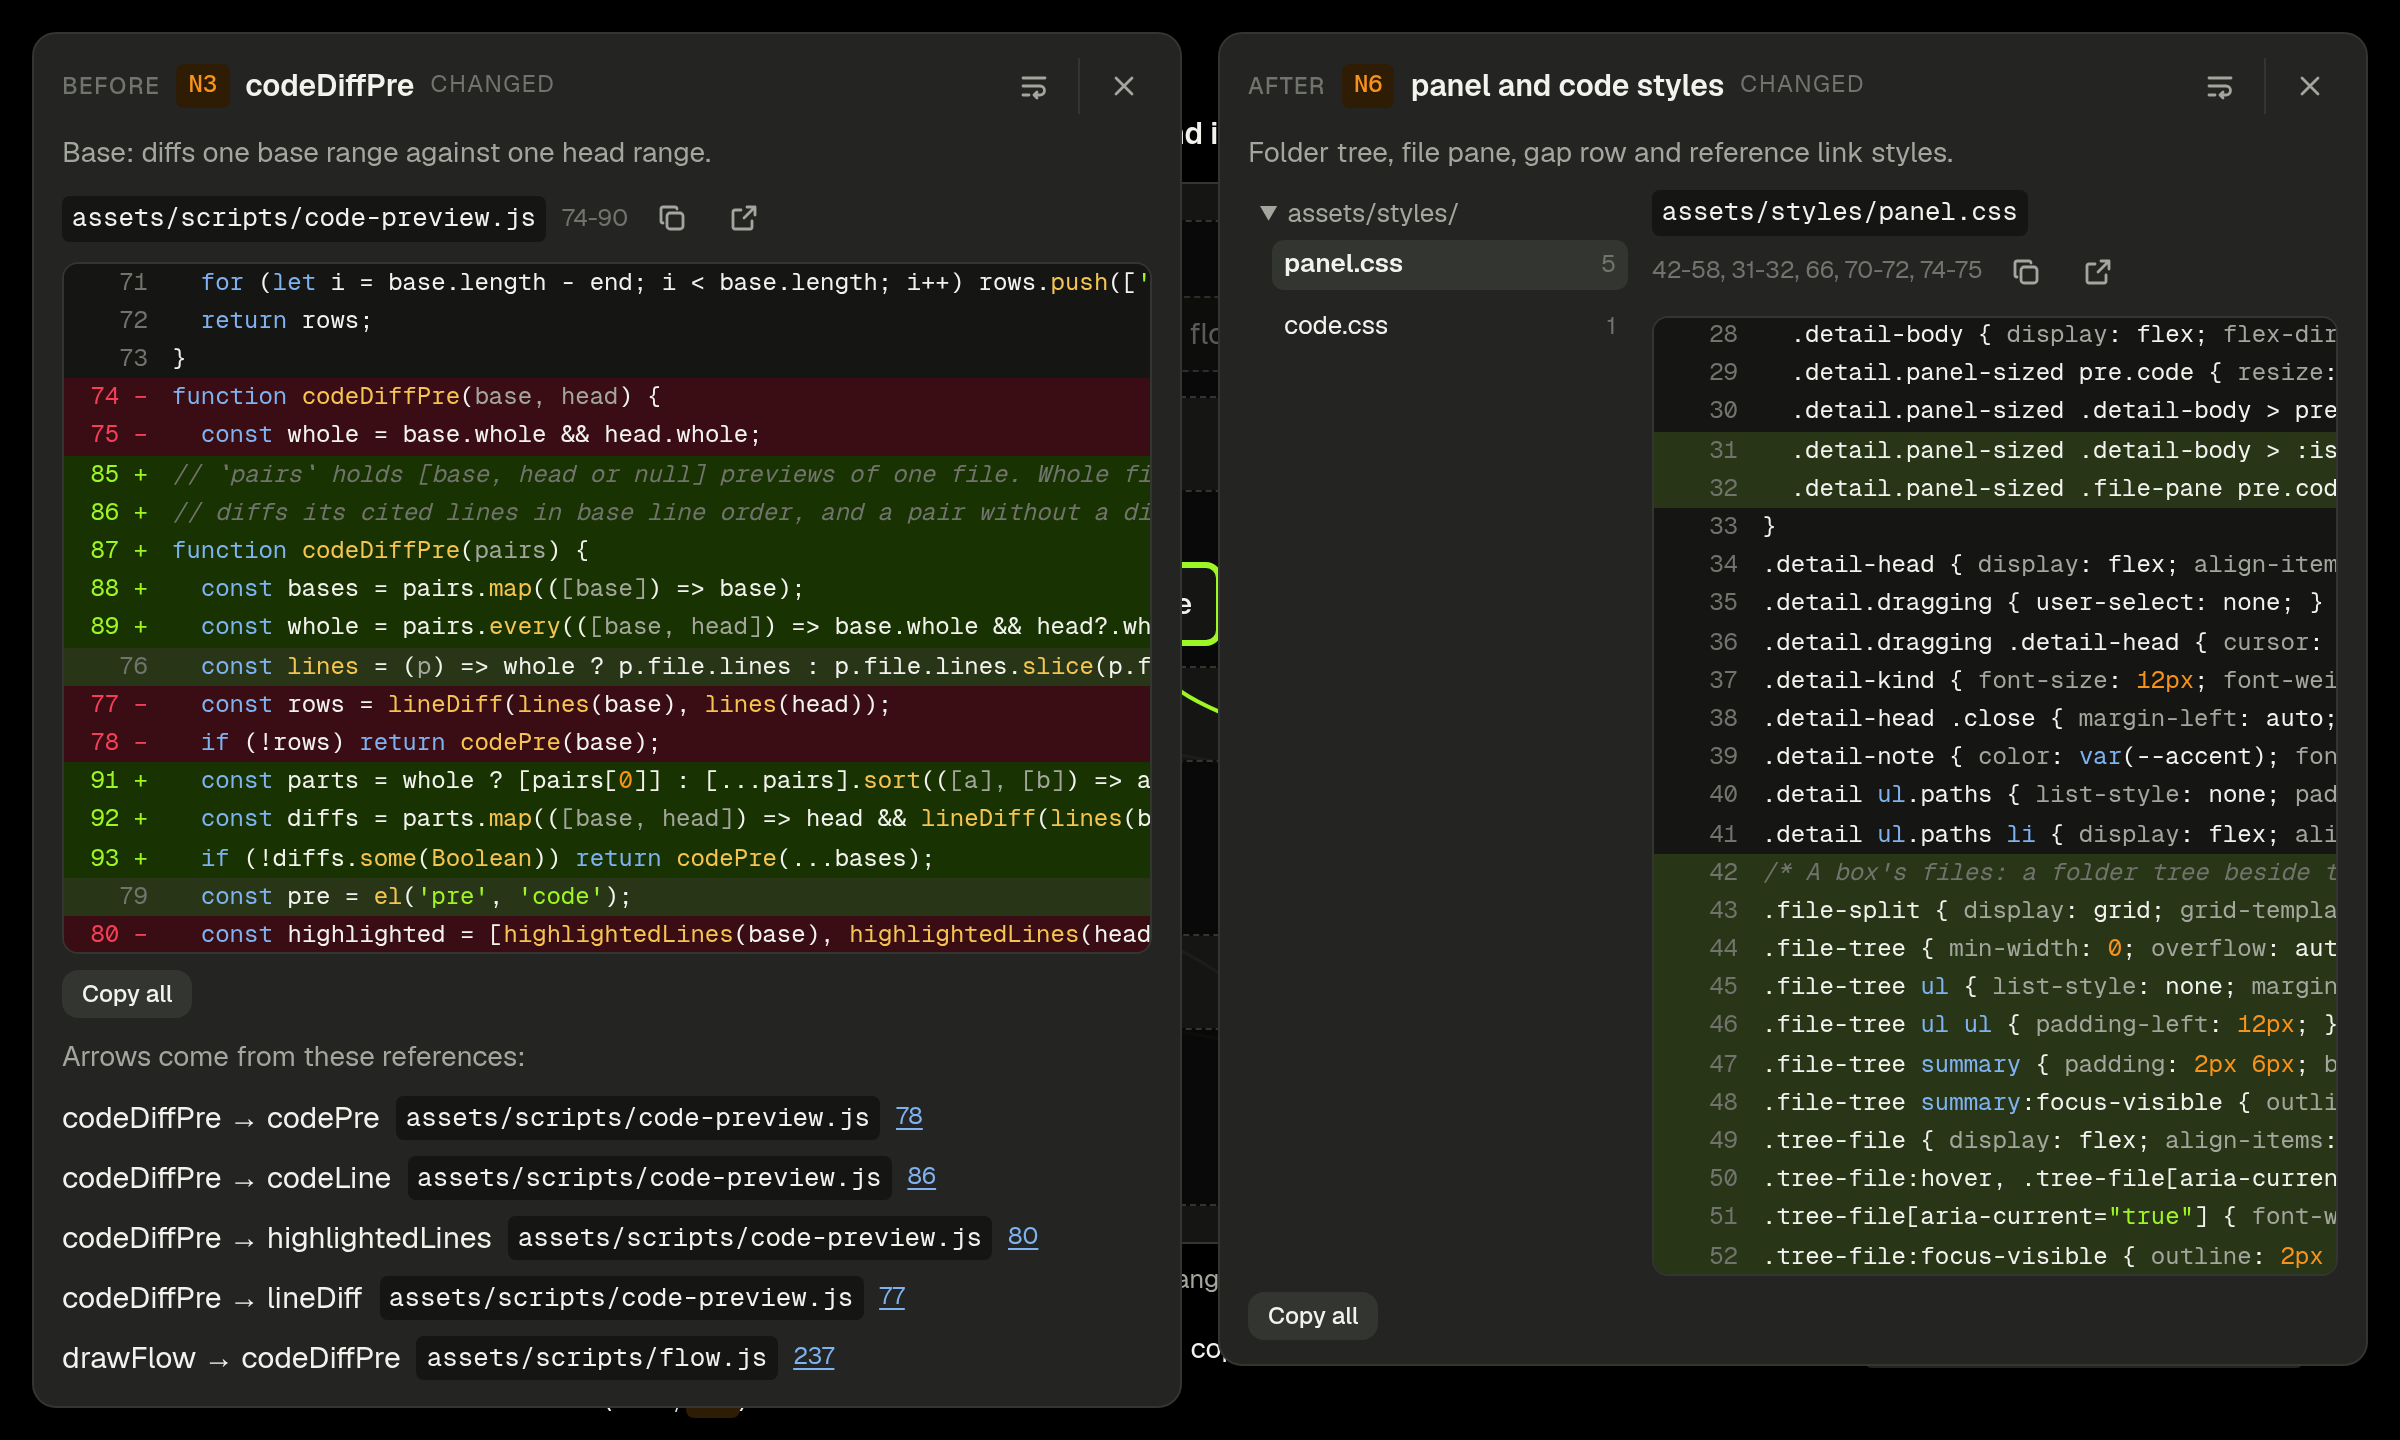 BEFORE N3 codeDiffPre CHANGED
Base: diffs one base range against one head range.
assets/scripts/code-preview.js 74-90
71 for (let i = base.length - end; i < base.length; i++) rows.push(['
72 return rows;
73 }
74 - function codeDiffPre(base, head) {
75 - const whole = base.whole && head.whole;
85 + // `pairs` holds [base, head or null] previews of one file. Whole fi
86 + // diffs its cited lines in base line order, and a pair without a di
87 + function codeDiffPre(pairs) {
88 + const bases = pairs.map(([base]) => base);
89 + const whole = pairs.every(([base, head]) => base.whole && head?.wh
76 const lines = (p) => whole ? p.file.lines : p.file.lines.slice(p.f
77 - const rows = lineDiff(lines(base), lines(head));
78 - if (!rows) return codePre(base);
91 + const parts = whole ? [pairs[0]] : [...pairs].sort(([a], [b]) => a
92 + const diffs = parts.map(([base, head]) => head && lineDiff(lines(b
93 + if (!diffs.some(Boolean)) return codePre(...bases);
79 const pre = el('pre', 'code');
80 - const highlighted = [highlightedLines(base), highlightedLines(head
Copy all
Arrows come from these references:
codeDiffPre → codePre assets/scripts/code-preview.js 78
codeDiffPre → codeLine assets/scripts/code-preview.js 86
codeDiffPre → highlightedLines assets/scripts/code-preview.js 80
codeDiffPre → lineDiff assets/scripts/code-preview.js 77
drawFlow → codeDiffPre assets/scripts/flow.js 237
AFTER N6 panel and code styles CHANGED
Folder tree, file pane, gap row and reference link styles.
▼ assets/styles/
panel.css 5
code.css 1
assets/styles/panel.css
42-58, 31-32, 66, 70-72, 74-75
28 .detail-body { display: flex; flex-dir
29 .detail.panel-sized pre.code { resize:
30 .detail.panel-sized .detail-body > pre
31 .detail.panel-sized .detail-body > :is
32 .detail.panel-sized .file-pane pre.cod
33 }
34 .detail-head { display: flex; align-item
35 .detail.dragging { user-select: none; }
36 .detail.dragging .detail-head { cursor:
37 .detail-kind { font-size: 12px; font-wei
38 .detail-head .close { margin-left: auto;
39 .detail-note { color: var(--accent); fon
40 .detail ul.paths { list-style: none; pad
41 .detail ul.paths li { display: flex; ali
42 /* A box's files: a folder tree beside t
43 .file-split { display: grid; grid-templa
44 .file-tree { min-width: 0; overflow: aut
45 .file-tree ul { list-style: none; margin
46 .file-tree ul ul { padding-left: 12px; }
47 .file-tree summary { padding: 2px 6px; b
48 .file-tree summary:focus-visible { outli
49 .tree-file { display: flex; align-items:
50 .tree-file:hover, .tree-file[aria-curren
51 .tree-file[aria-current="true"] { font-w
52 .tree-file:focus-visible { outline: 2px
Copy all